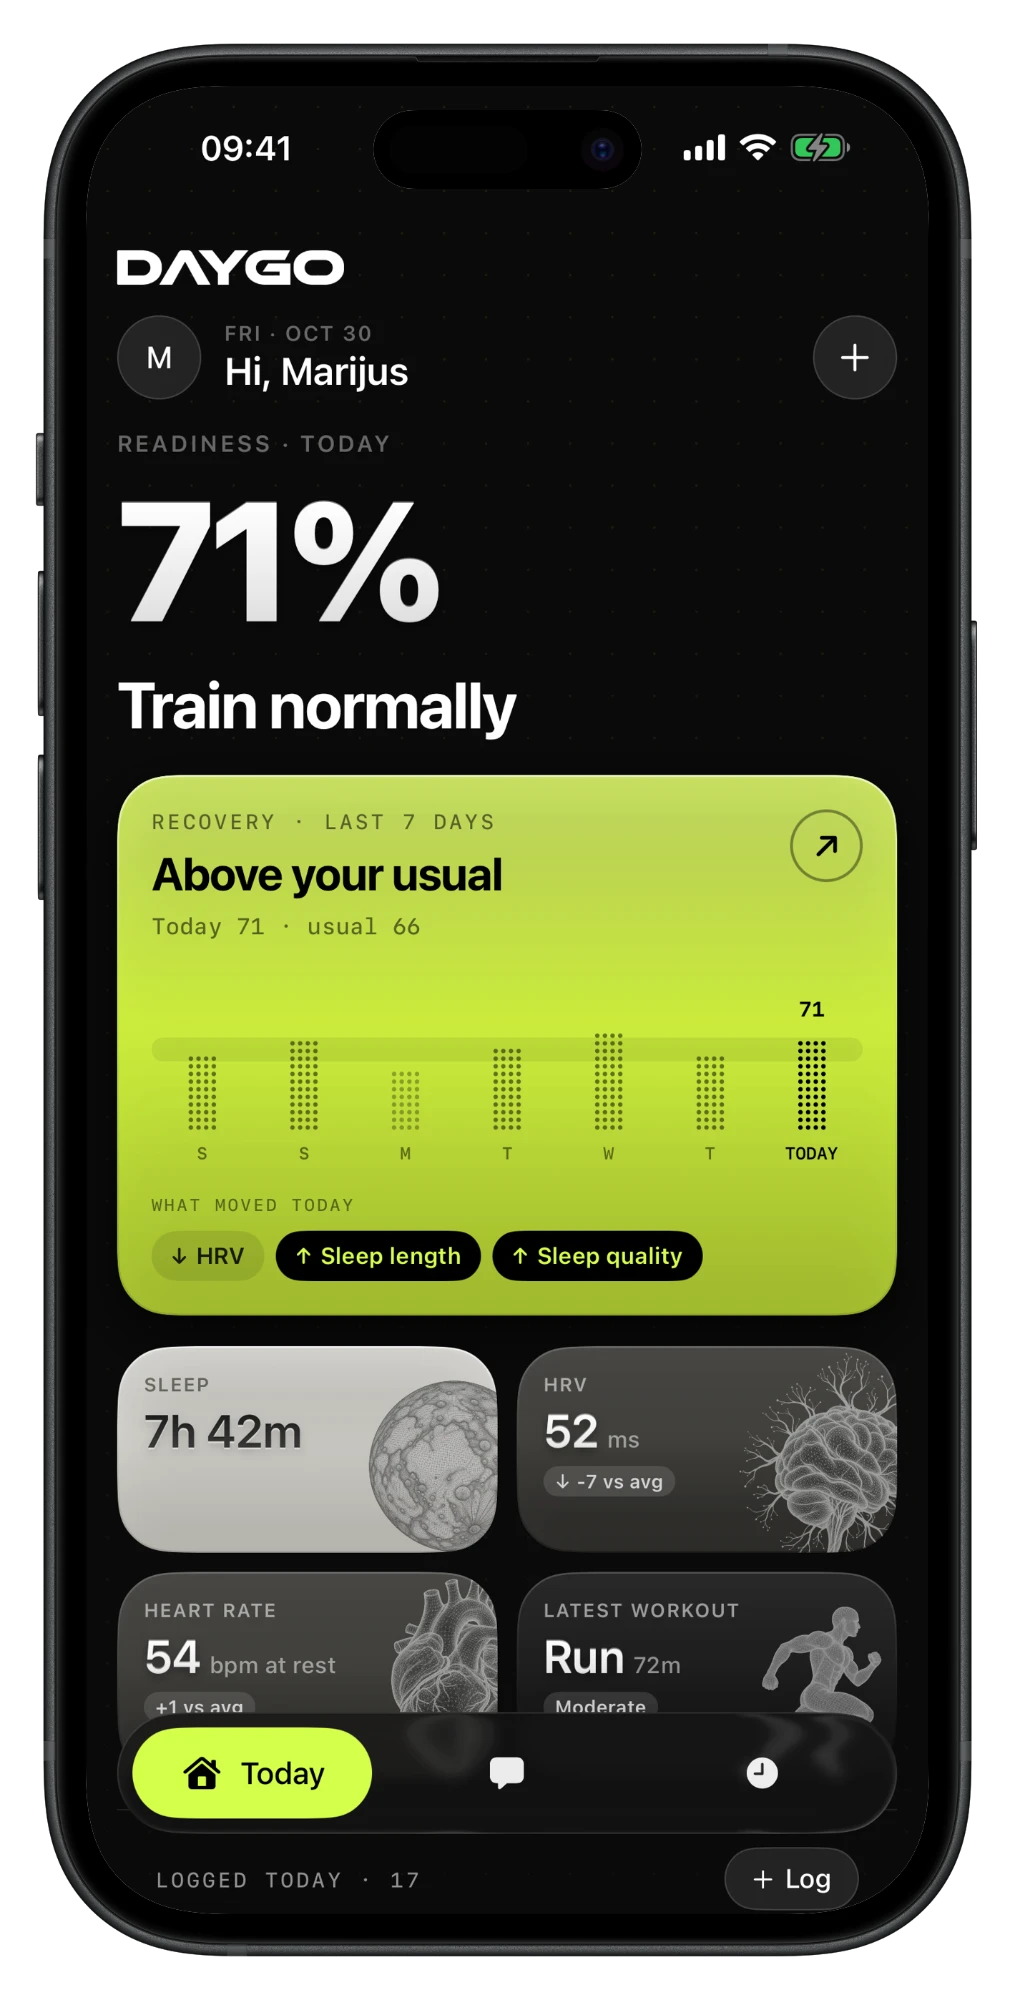 09:41
DAYGO
M
FRI · OCT 30
Hi, Marijus
READINESS · TODAY
71%
Train normally
RECOVERY · LAST 7 DAYS
Above your usual
Today 71 · usual 66
71
S S M T W T TODAY
WHAT MOVED TODAY
↓ HRV ↑ Sleep length ↑ Sleep quality
SLEEP
7h 42m
HRV
52 ms
↓ -7 vs avg
HEART RATE
54 bpm at rest
+1 vs avg
LATEST WORKOUT
Run 72m
Moderate
Today
LOGGED TODAY · 17
+ Log